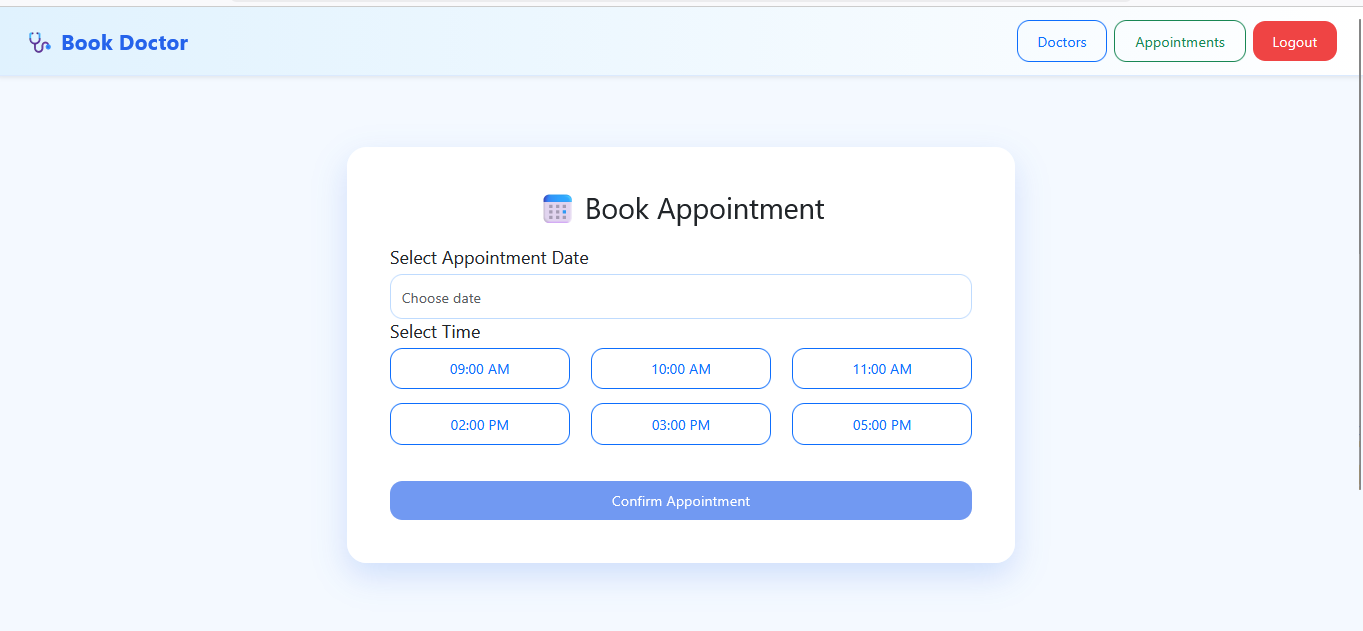 Book Doctor Doctors Appointments Logout
Book Appointment
Select Appointment Date
Choose date
Select Time
09:00 AM 10:00 AM 11:00 AM
02:00 PM 03:00 PM 05:00 PM
Confirm Appointment